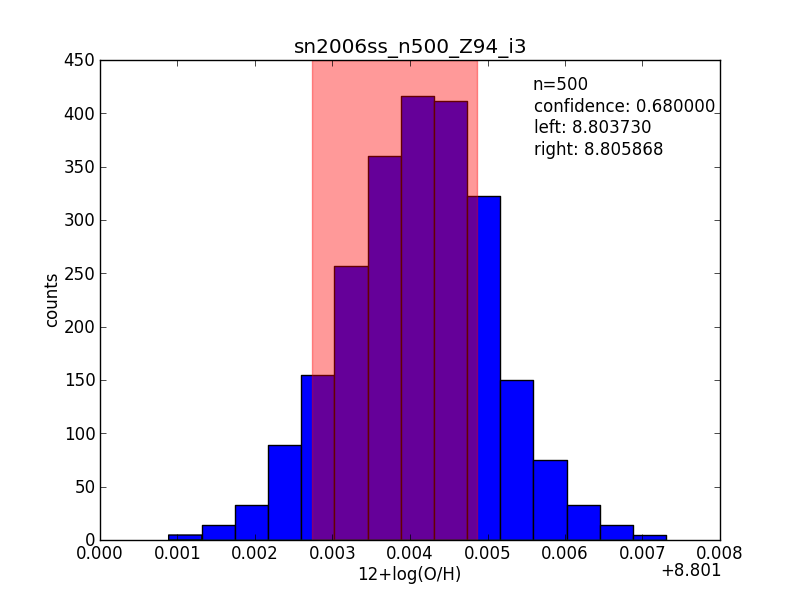 sn2006ss_n500_Z94_i3
n=500
confidence: 0.680000
left: 8.803730
right: 8.805868
counts
450
400
350
300
250
200
150
100
50
0
0.000 0.001 0.002 0.003 0.004 0.005 0.006 0.007 0.008
12+log(O/H)
+8.801